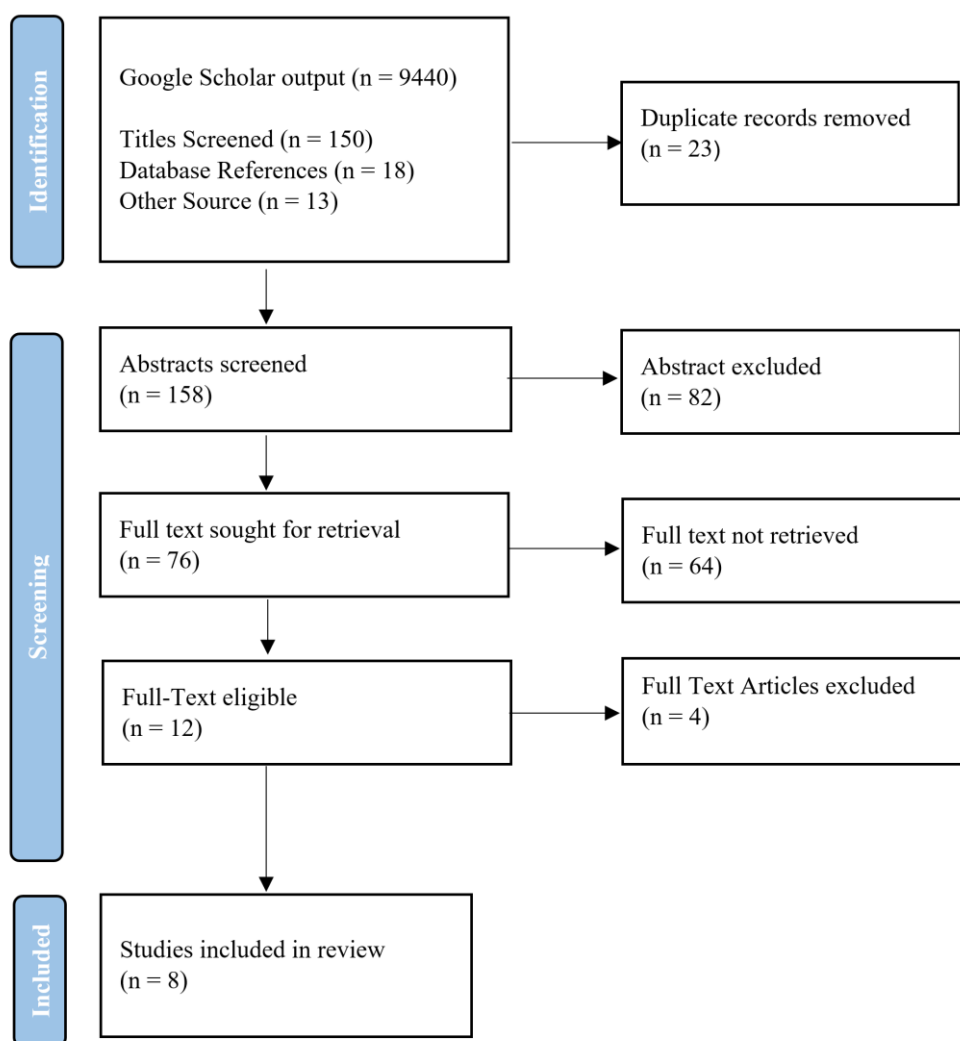 Identification
Google Scholar output (n = 9440)
Titles Screened (n = 150)
Database References (n = 18)
Other Source (n = 13)
Duplicate records removed
(n = 23)
Screening
Abstracts screened
(n = 158)
Abstract excluded
(n = 82)
Full text sought for retrieval
(n = 76)
Full text not retrieved
(n = 64)
Full-Text eligible
(n = 12)
Full Text Articles excluded
(n = 4)
Included
Studies included in review
(n = 8)